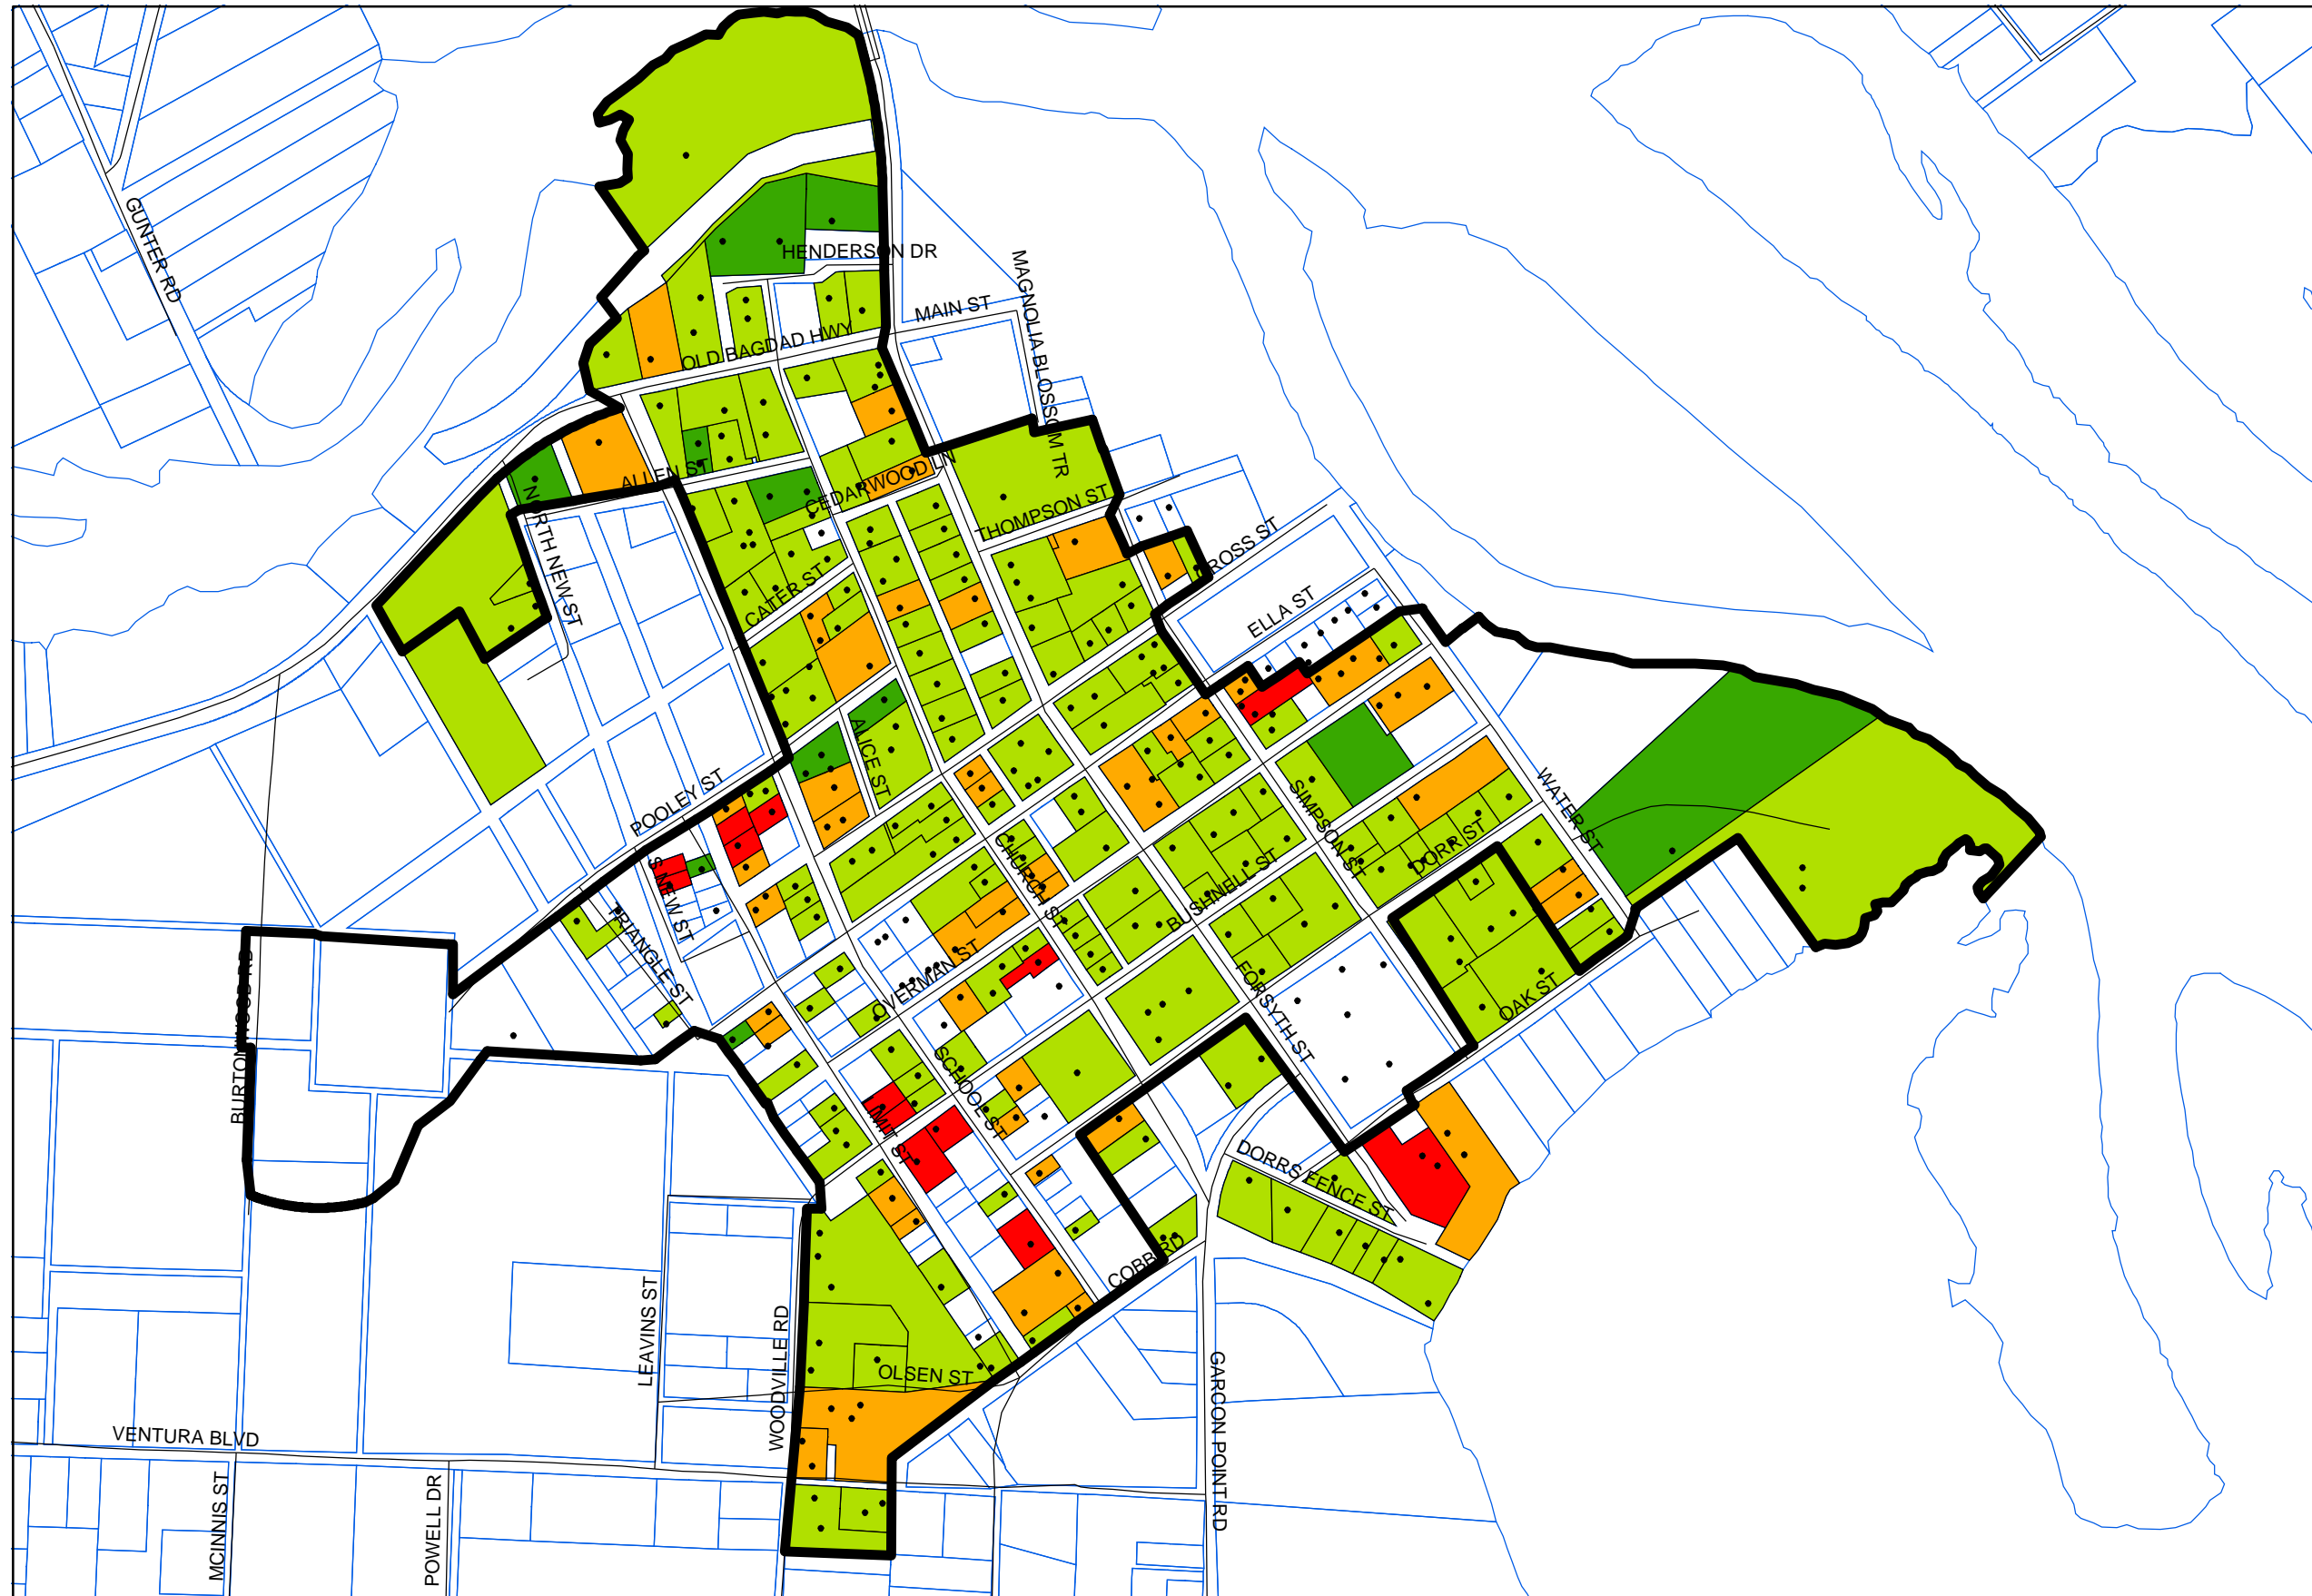 GUNTER RD
HENDERSON DR
MAIN ST
MAGNOLIA BLOSSOM TR
OLD BAGDAD HWY
ALLEN ST
CEDARWOOD LN
NORTH NEW ST
THOMPSON ST
CROSS ST
CATER ST
ELLA ST
ALICE ST
POOLEY ST
WATER ST
SIMPSON ST
CHURCH ST
DORR ST
S NEW ST
BUSHNELL ST
TRIANGLE ST
OVERMAN ST
FORSYTH ST
OAK ST
BURTONWOOD RD
SCHOOL ST
LIMIT ST
DORRS FENCE ST
COBB RD
LEAVINS ST
WOODVILLE RD
OLSEN ST
GARCON POINT RD
VENTURA BLVD
MCINNIS ST
POWELL DR